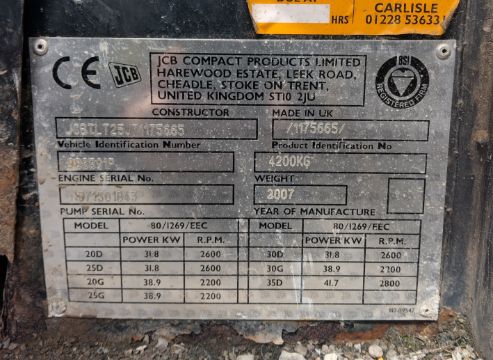 HRS
CARLISLE
01228 53633
CE JCB
JCB COMPACT PRODUCTS LIMITED
HAREWOOD ESTATE, LEEK ROAD,
CHEADLE, STOKE ON TRENT,
UNITED KINGDOM ST10 2JU
BSI
REGISTERED FIRM
CONSTRUCTOR MADE IN UK
/1175665/
Vehicle Identification Number Product Identification No
4200KG
ENGINE SERIAL No. WEIGHT
2007
PUMP SERIAL No. YEAR OF MANUFACTURE
MODEL 80/1269/EEC MODEL 80/1269/EEC
POWER KW R.P.M. POWER KW R.P.M.
20D 31.8 2600 30D 31.8 2600
25D 31.8 2600 30G 38.9 2200
20G 38.9 2200 35D 41.7 2800
25G 38.9 2200